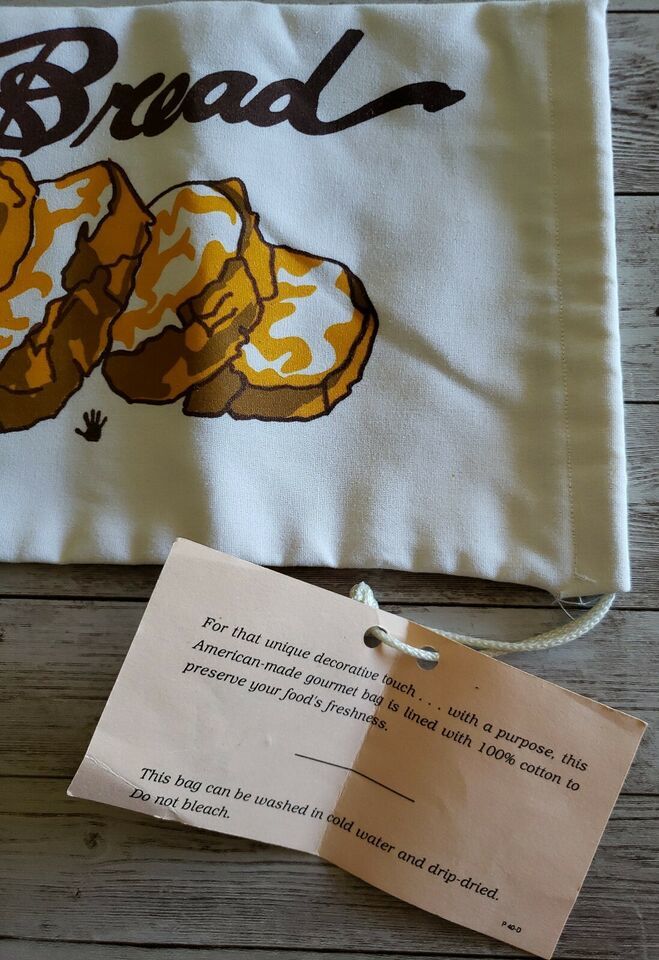 Bread
For that unique decorative touch . . . with a purpose, this
American-made gourmet bag is lined with 100% cotton to
preserve your food's freshness.
This bag can be washed in cold water and drip-dried.
Do not bleach.
P 40-D